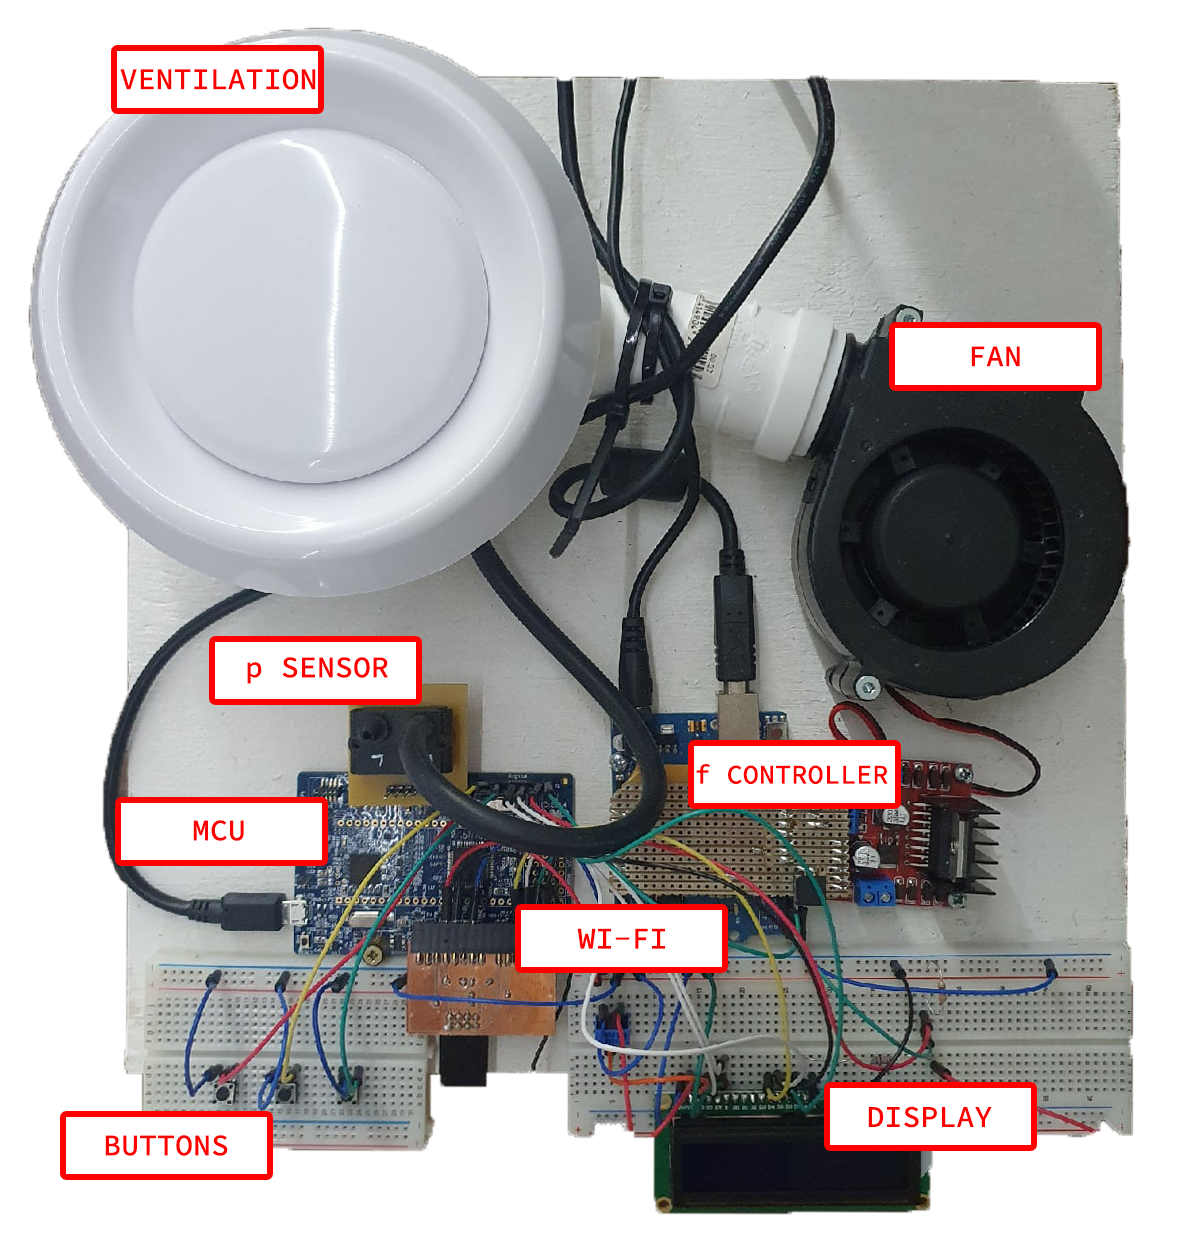 VENTILATION
FAN
p SENSOR
f CONTROLLER
MCU
WI-FI
DISPLAY
BUTTONS